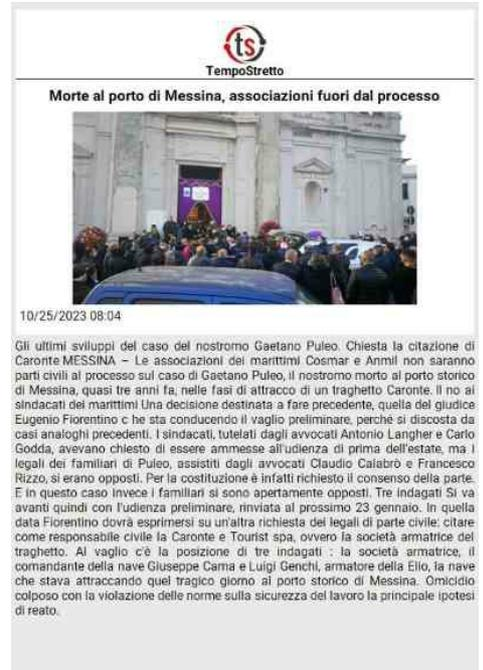 ts
TempoStretto
Morte al porto di Messina, associazioni fuori dal processo
10/25/2023 08:04
Gli ultimi sviluppi del caso del nostromo Gaetano Puleo. Chiesta la citazione di
Caronte MESSINA – Le associazioni dei marittimi Cosmar e Anmil non saranno
parti civili al processo sul caso di Gaetano Puleo, il nostromo morto al porto storico
di Messina, quasi tre anni fa, nelle fasi di attracco di un traghetto Caronte. Il no ai
sindacati dei marittimi Una decisione destinata a fare precedente, quella del giudice
Eugenio Fiorentino c he sta conducendo il vaglio preliminare, perché si discosta da
casi analoghi precedenti. I sindacati, tutelati dagli avvocati Antonio Langher e Carlo
Godda, avevano chiesto di essere ammesse all'udienza di prima dell'estate, ma i
legali dei familiari di Puleo, assistiti dagli avvocati Claudio Calabrò e Francesco
Rizzo, si erano opposti. Per la costituzione è infatti richiesto il consenso della parte.
E in questo caso invece i familiari si sono apertamente opposti. Tre indagati Si va
avanti quindi con l'udienza preliminare, rinviata al prossimo 23 gennaio. In quella
data Fiorentino dovrà esprimersi su un'altra richiesta dei legali di parte civile: citare
come responsabile civile la Caronte e Tourist spa, ovvero la società armatrice del
traghetto. Al vaglio c'è la posizione di tre indagati : la società armatrice, il
comandante della nave Giuseppe Cama e Luigi Genchi, armatore della Elio, la nave
che stava attraccando quel tragico giorno al porto storico di Messina. Omicidio
colposo con la violazione delle norme sulla sicurezza del lavoro la principale ipotesi
di reato.